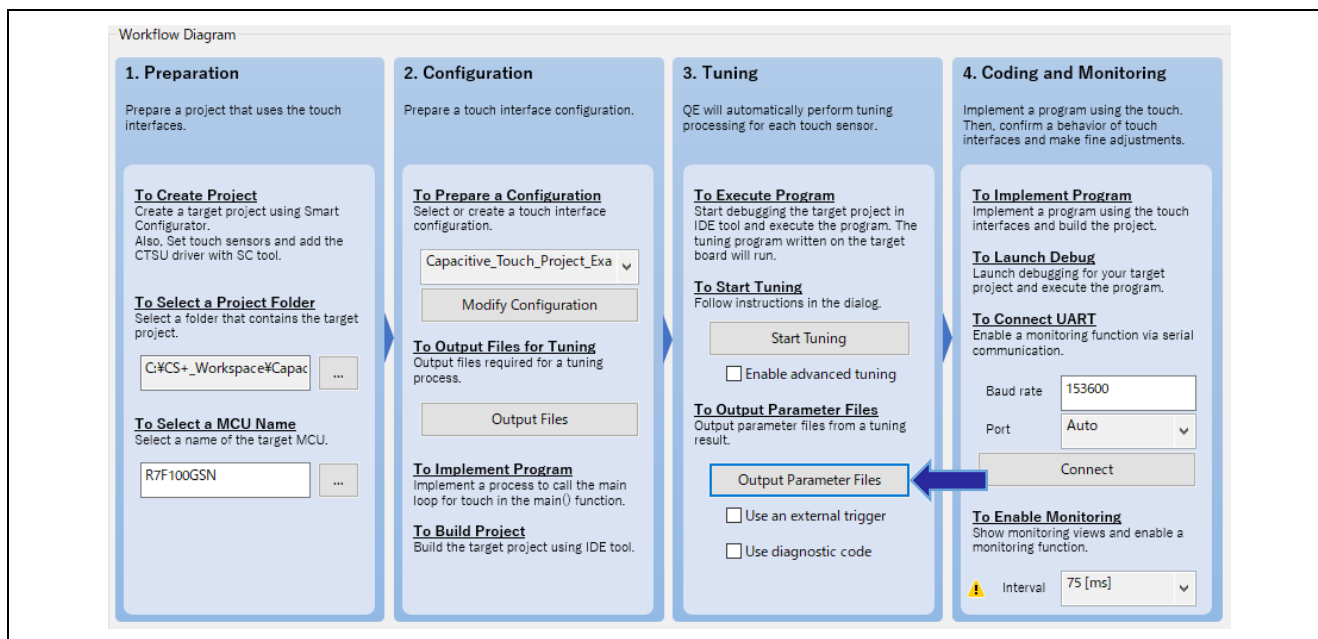 Workflow Diagram
1. Preparation
Prepare a project that uses the touch
interfaces.
To Create Project
Create a target project using Smart
Configurator.
Also, Set touch sensors and add the
CTSU driver with SC tool.
To Select a Project Folder
Select a folder that contains the target
project.
C:¥CS+_Workspace¥Capac
...
To Select a MCU Name
Select a name of the target MCU.
R7F100GSN
...
2. Configuration
Prepare a touch interface configuration.
To Prepare a Configuration
Select or create a touch interface
configuration.
Capacitive_Touch_Project_Exa
Modify Configuration
To Output Files for Tuning
Output files required for a tuning
process.
Output Files
To Implement Program
Implement a process to call the main
loop for touch in the main() function.
To Build Project
Build the target project using IDE tool.
3. Tuning
QE will automatically perform tuning
processing for each touch sensor.
To Execute Program
Start debugging the target project in
IDE tool and execute the program. The
tuning program written on the target
board will run.
To Start Tuning
Follow instructions in the dialog.
Start Tuning
Enable advanced tuning
To Output Parameter Files
Output parameter files from a tuning
result.
Output Parameter Files
Use an external trigger
Use diagnostic code
4. Coding and Monitoring
Implement a program using the touch.
Then, confirm a behavior of touch
interfaces and make fine adjustments.
To Implement Program
Implement a program using the touch
interfaces and build the project.
To Launch Debug
Launch debugging for your target
project and execute the program.
To Connect UART
Enable a monitoring function via serial
communication.
Baud rate 153600
Port Auto
Connect
To Enable Monitoring
Show monitoring views and enable a
monitoring function.
Interval 75 [ms]